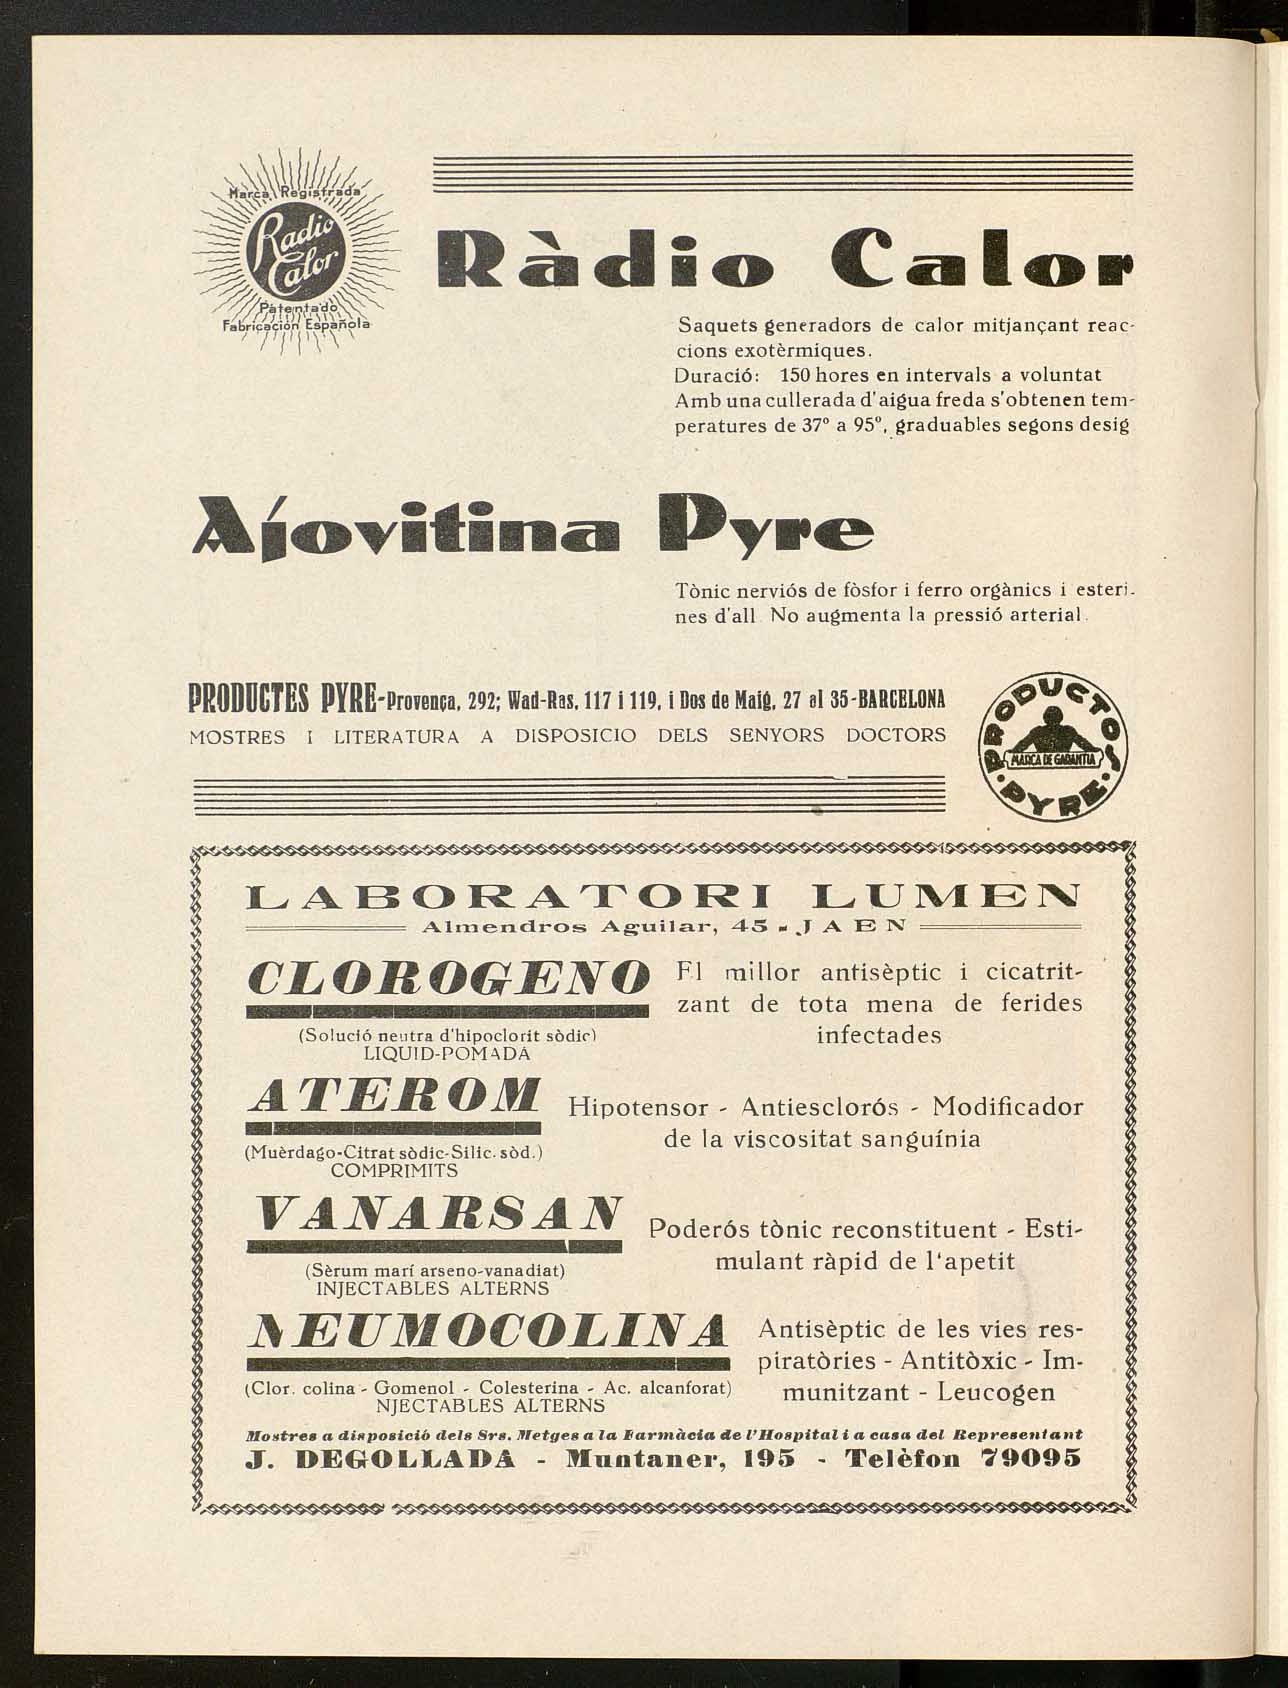 Marca Registrada
Radio
Calor
Patentado
Fabricación Española
Ràdio Calor
Saquets generadors de calor mitjançant reac-
cions exotèrmiques.
Duració: 150 hores en intervals a voluntat
Amb una cullerada d'aigua freda s'obtenen tem-
peratures de 37º a 95º, graduables segons desig
Ajovitina Pyre
Tònic nerviós de fòsfor i ferro orgànics i esteri-
nes d'all No augmenta la pressió arterial.
PRODUCTES PYRE-Provença, 292; Wad-Ras, 117 i 119, i Dos de Maig, 27 al 35-BARCELONA
MOSTRES I LITERATURA A DISPOSICIO DELS SENYORS DOCTORS
PRODUCTOS
MARCA DE GARANTIA
PYRE
LABORATORI LUMEN
Almendros Aguilar, 45 - JAEN
CLOROGENO
El millor antisèptic i cicatrit-
zant de tota mena de ferides
infectades
(Solució neutra d'hipoclorit sòdic)
LIQUID-POMADA
ATEROM
Hipotensor - Antiesclorós - Modificador
de la viscositat sanguínia
(Muèrdago-Citrat sòdic-Silic. sòd.)
COMPRIMITS
VANARSAN
Poderós tònic reconstituent - Esti-
mulant ràpid de l'apetit
(Sèrum marí arseno-vanadiat)
INJECTABLES ALTERNS
NEUMOCOLINA
Antisèptic de les vies res-
piratòries - Antitòxic - Im-
munitzant - Leucogen
(Clor. colina - Gomenol - Colesterina - Ac. alcanforat)
NJECTABLES ALTERNS
Mostres a disposició dels Srs. Metges a la Farmàcia de l'Hospital i a casa del Representant
J. DEGOLLADA - Muntaner, 195 - Telèfon 79095